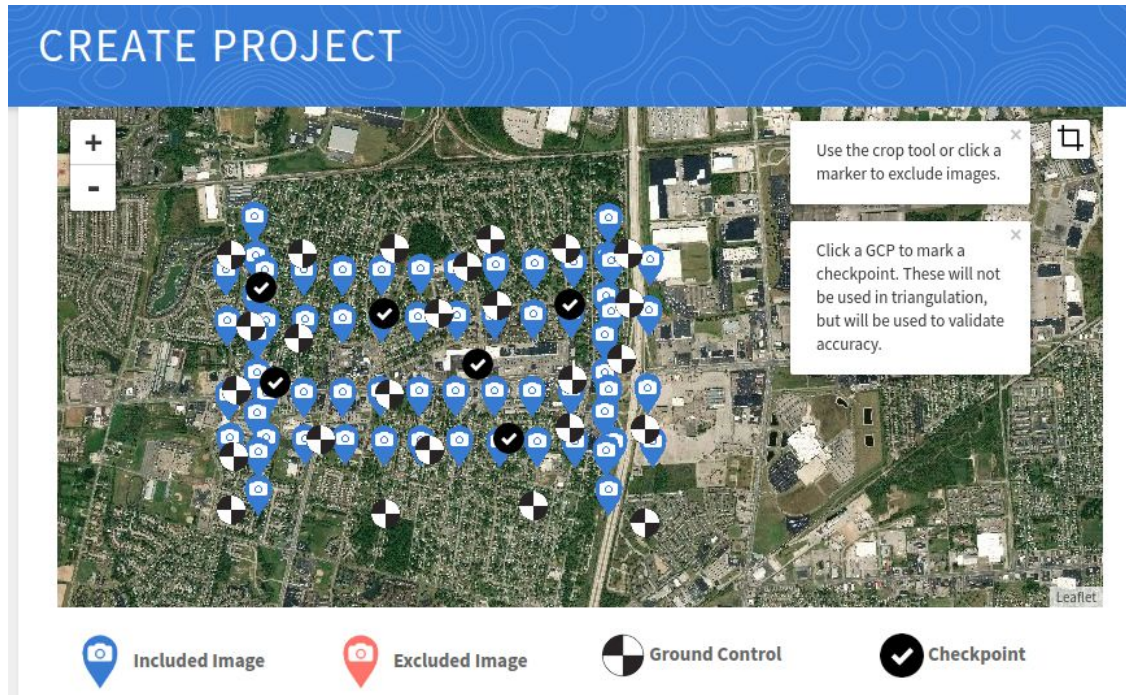 CREATE PROJECT
+
-
Use the crop tool or click a
marker to exclude images.
×
Click a GCP to mark a
checkpoint. These will not
be used in triangulation,
but will be used to validate
accuracy.
×
Leaflet
Included Image
Excluded Image
Ground Control
Checkpoint